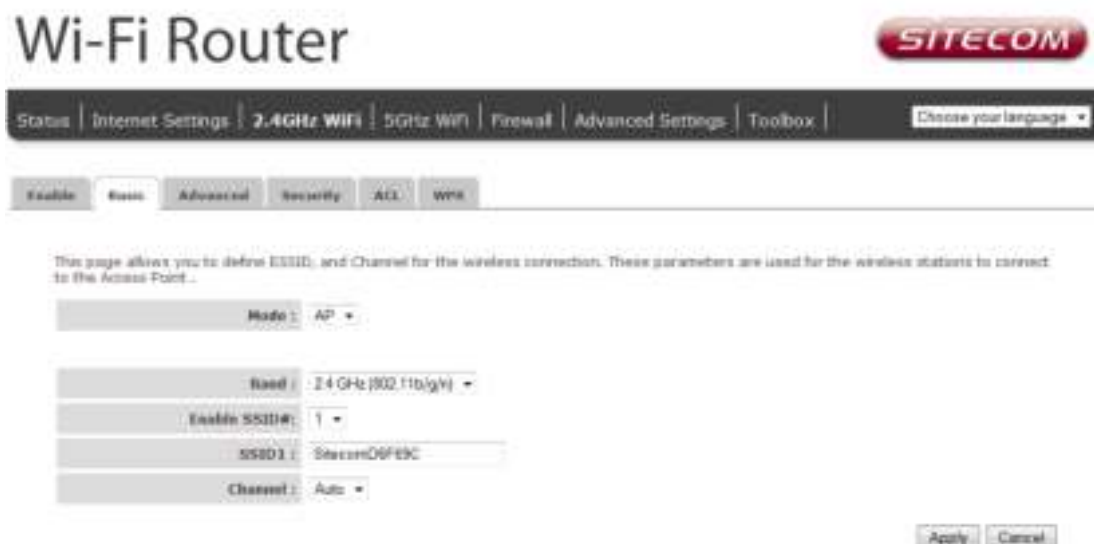 Wi-Fi Router
SITECOM
Status | Internet Settings | 2.4GHz WiFi | 5GHz WiFi | Firewall | Advanced Settings | Toolbox |
Choose your language
Enable Basic Advanced Security ACL WPS
This page allows you to define ESSID, and Channel for the wireless connection. These parameters are used for the wireless stations to connect
to the Access Point..
Mode : AP
Band : 2.4 GHz (802.11b/g/n)
Enable SSID#: 1
SSID1 :
Channel : Auto
Apply Cancel